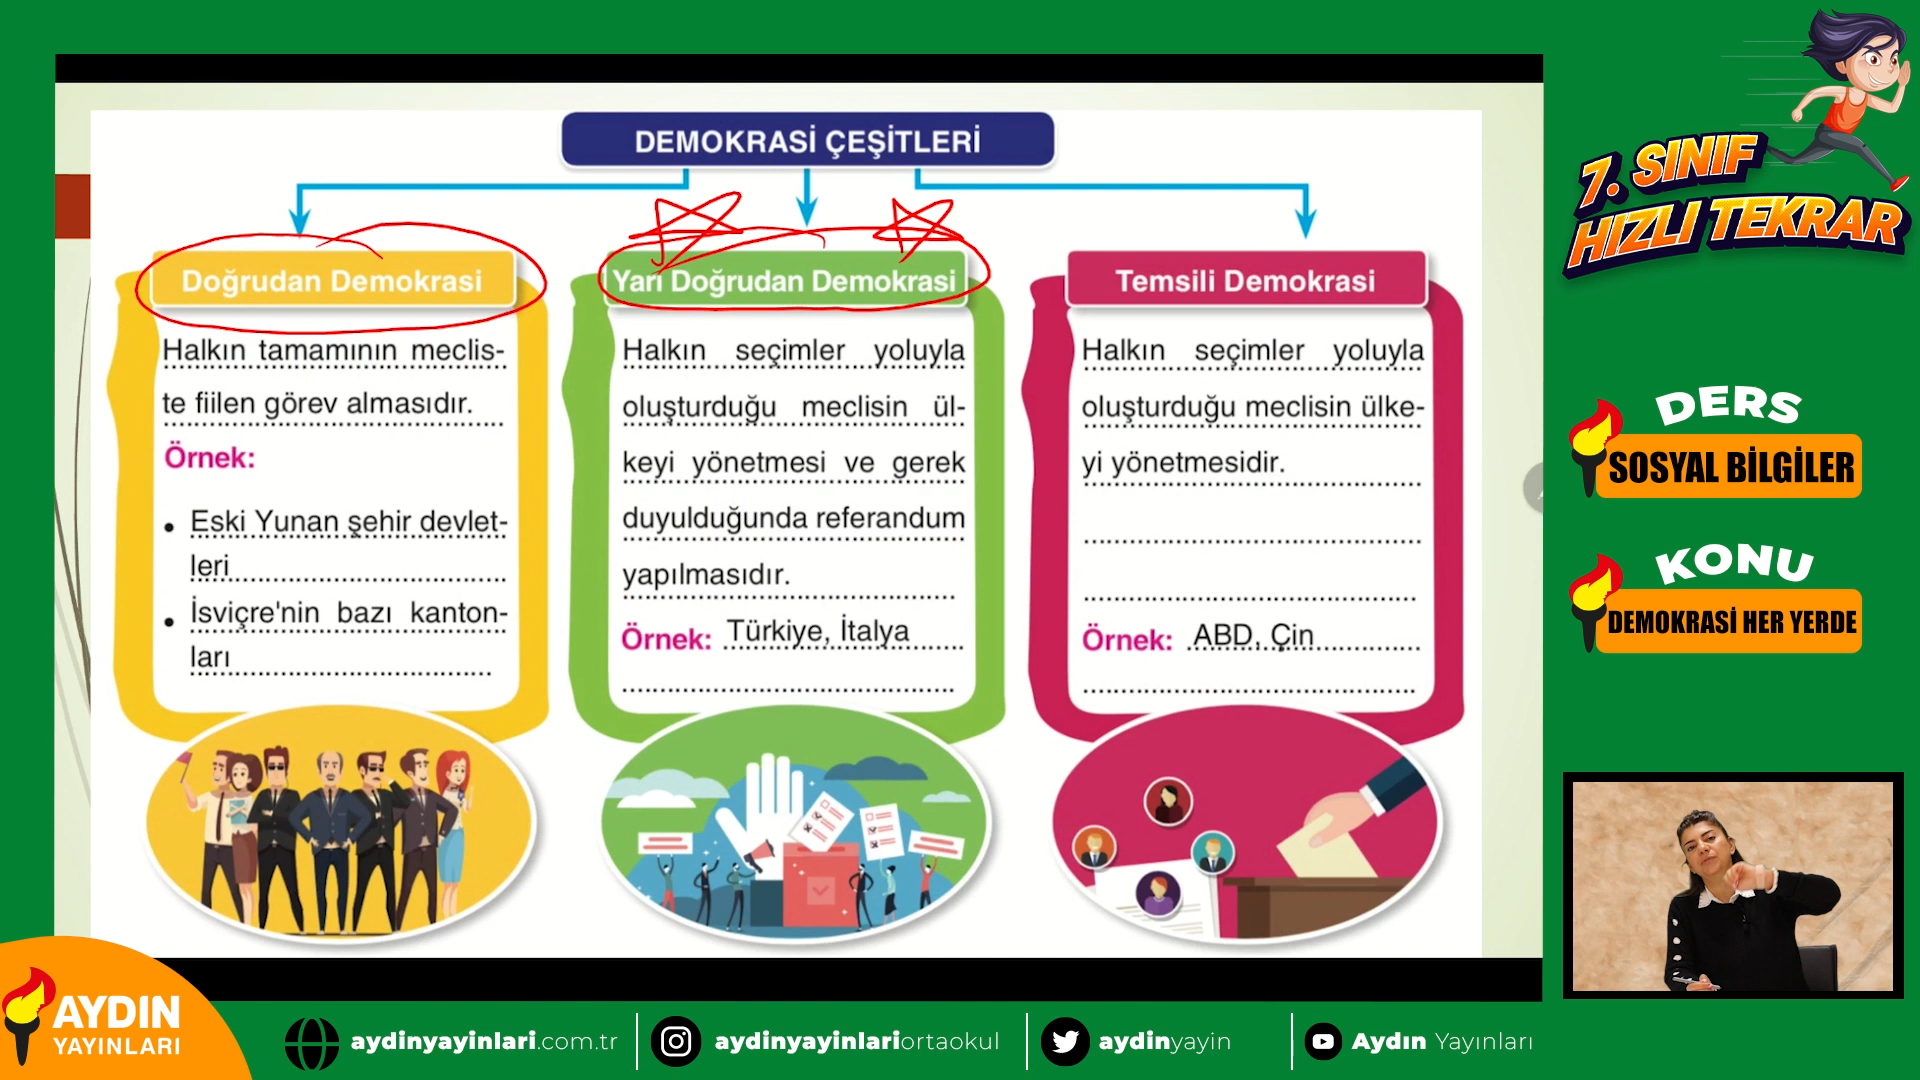 DEMOKRASİ ÇEŞİTLERİ
Doğrudan Demokrasi
Halkın tamamının meclis-
te fiilen görev almasıdır.
Örnek:
• Eski Yunan şehir devlet-
leri
• İsviçre'nin bazı kanton-
ları
Yarı Doğrudan Demokrasi
Halkın seçimler yoluyla
oluşturduğu meclisin ül-
keyi yönetmesi ve gerek
duyulduğunda referandum
yapılmasıdır.
Örnek: Türkiye, İtalya
Temsili Demokrasi
Halkın seçimler yoluyla
oluşturduğu meclisin ülke-
yi yönetmesidir.
Örnek: ABD, Çin
7. SINIF
HIZLI TEKRAR
DERS
SOSYAL BİLGİLER
KONU
DEMOKRASİ HER YERDE
AYDIN
YAYINLARI
aydinyayinlari.com.tr
aydinyayinlariortaokul
aydinyayin
Aydın Yayınları